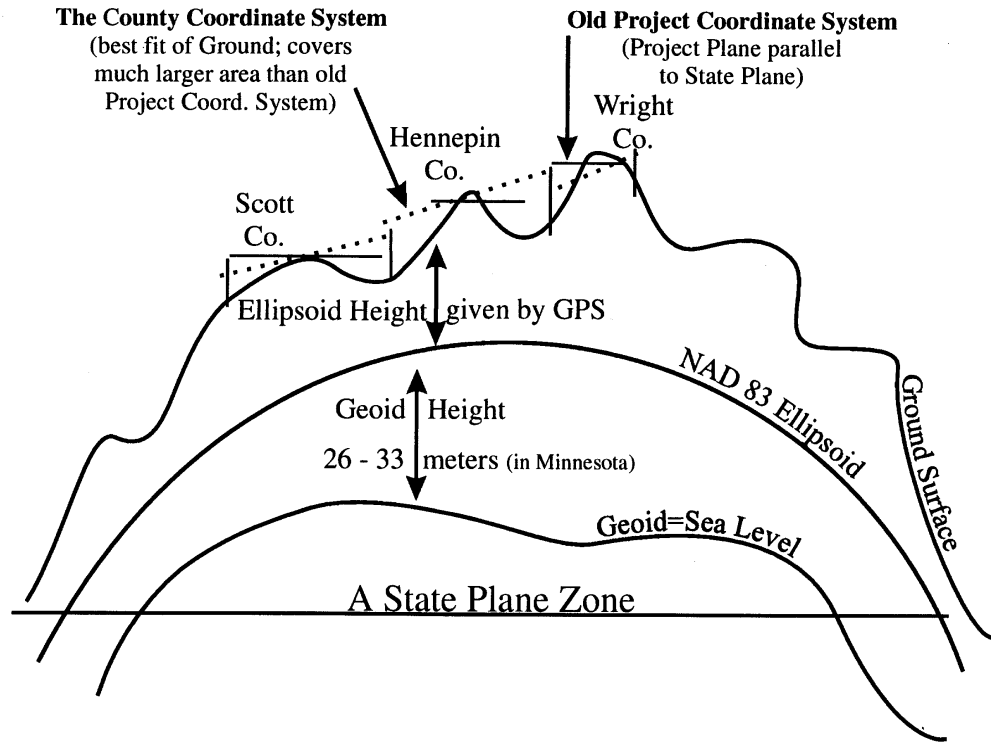 The County Coordinate System
(best fit of Ground; covers
much larger area than old
Project Coord. System)
Old Project Coordinate System
(Project Plane parallel
to State Plane)
Wright
Co.
Hennepin
Co.
Scott
Co.
Ellipsoid Height given by GPS
NAD 83 Ellipsoid
Ground Surface
Geoid Height
26 - 33 meters (in Minnesota)
Geoid=Sea Level
A State Plane Zone